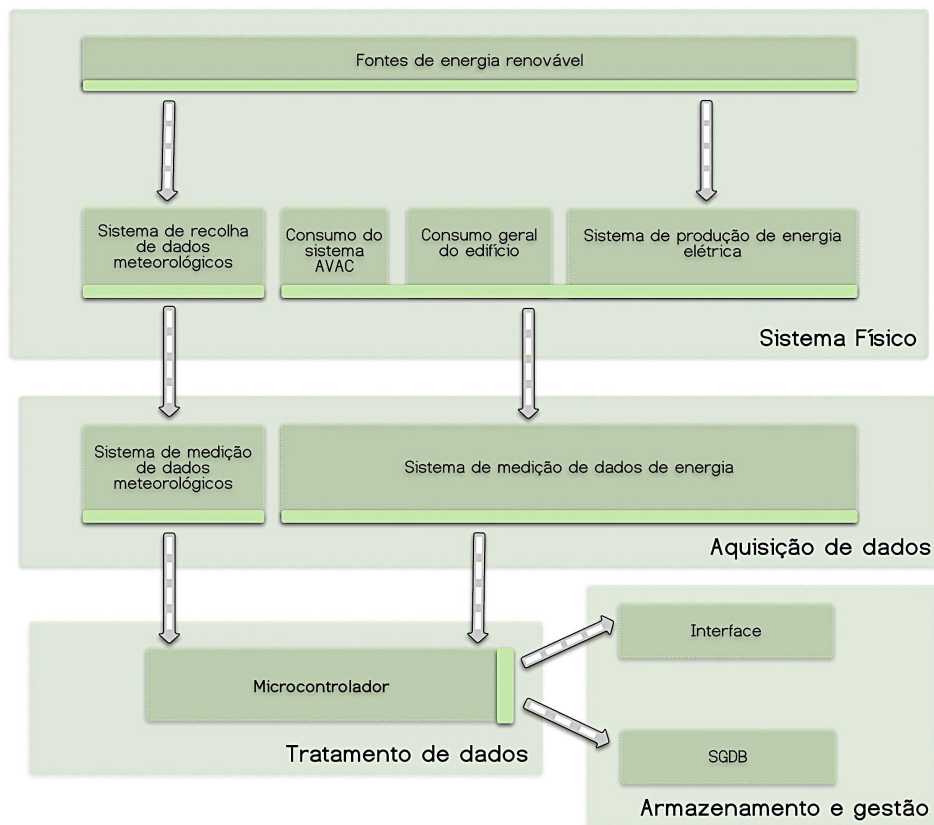 Fontes de energia renovável
Sistema de recolha
de dados
meteorológicos
Consumo do
sistema
AVAC
Consumo geral
do edifício
Sistema de produção de energia
elétrica
Sistema Físico
Sistema de medição
de dados
meteorológicos
Sistema de medição de dados de energia
Aquisição de dados
Microcontrolador
Tratamento de dados
Interface
SGDB
Armazenamento e gestão